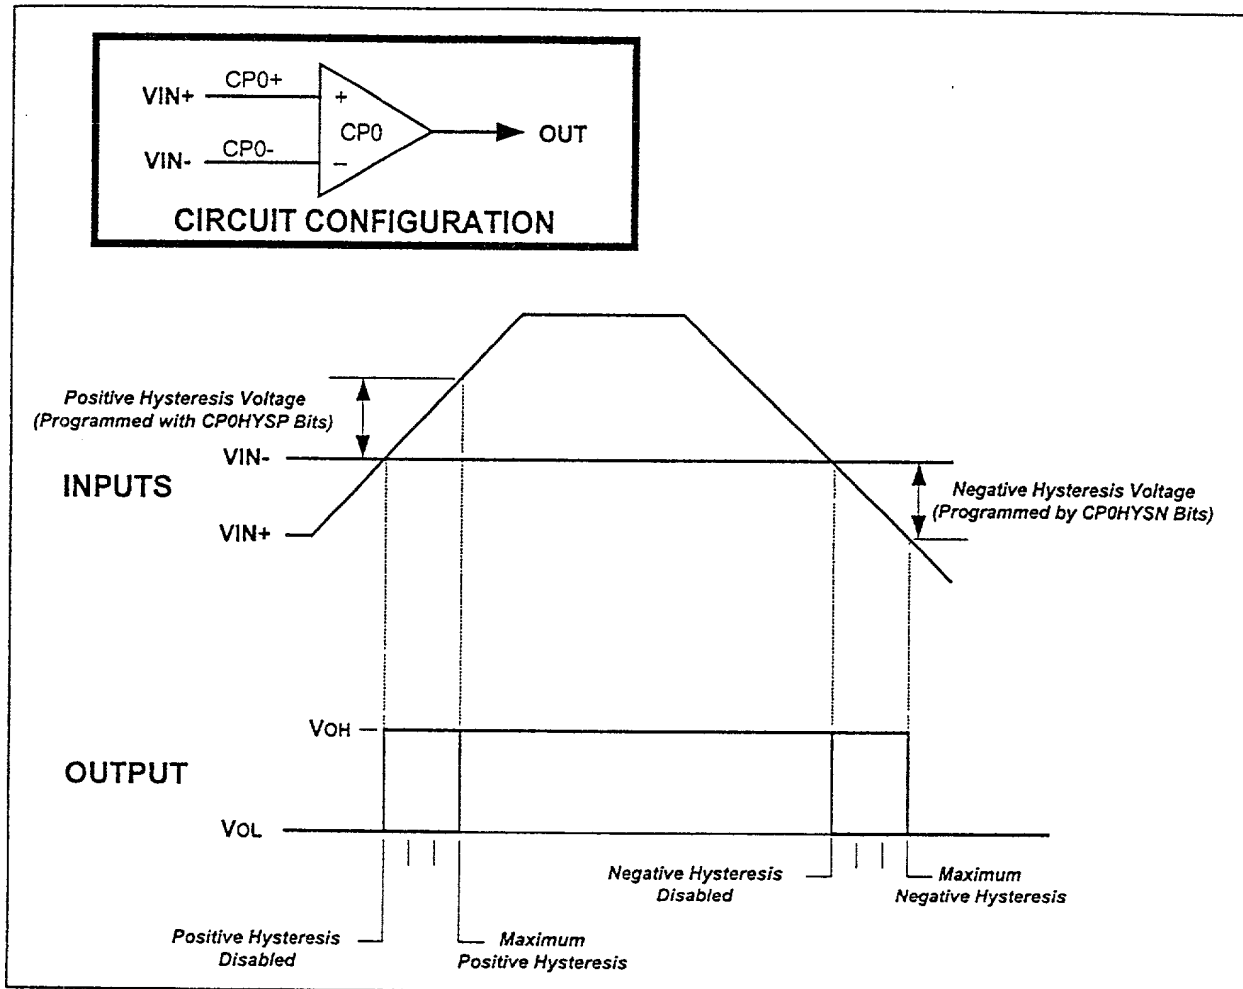 VIN+
CP0+
+
CP0
OUT
VIN-
CP0-
−
CIRCUIT CONFIGURATION
Positive Hysteresis Voltage
(Programmed with CP0HYSP Bits)
VIN-
INPUTS
Negative Hysteresis Voltage
(Programmed by CP0HYSN Bits)
VIN+
VOH
OUTPUT
VOL
Negative Hysteresis
Disabled
Maximum
Negative Hysteresis
Positive Hysteresis
Disabled
Maximum
Positive Hysteresis